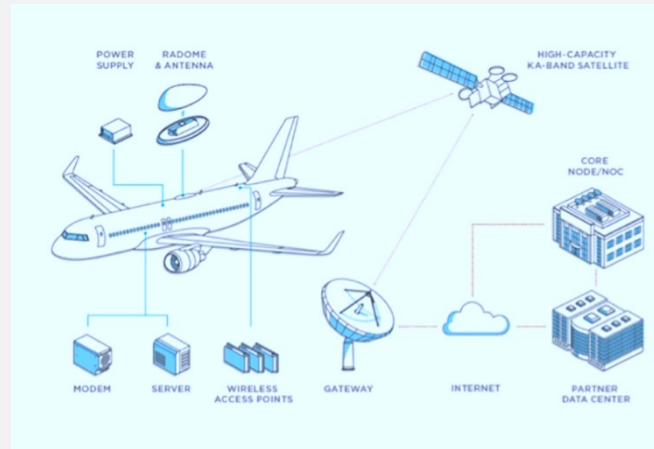 POWER
SUPPLY
RADOME
& ANTENNA
HIGH-CAPACITY
KA-BAND SATELLITE
CORE
NODE/NOC
MODEM
SERVER
WIRELESS
ACCESS POINTS
GATEWAY
INTERNET
PARTNER
DATA CENTER